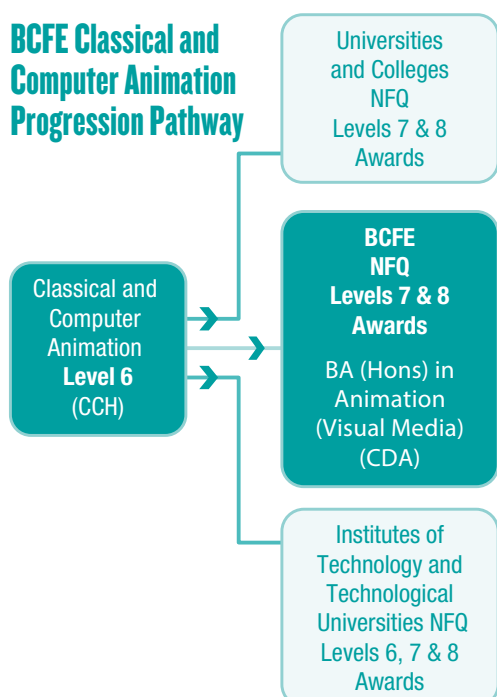 BCFE Classical and
Computer Animation
Progression Pathway
Universities
and Colleges
NFQ
Levels 7 & 8
Awards
Classical and
Computer
Animation
Level 6
(CCH)
BCFE
NFQ
Levels 7 & 8
Awards
BA (Hons) in
Animation
(Visual Media)
(CDA)
Institutes of
Technology and
Technological
Universities NFQ
Levels 6, 7 & 8
Awards